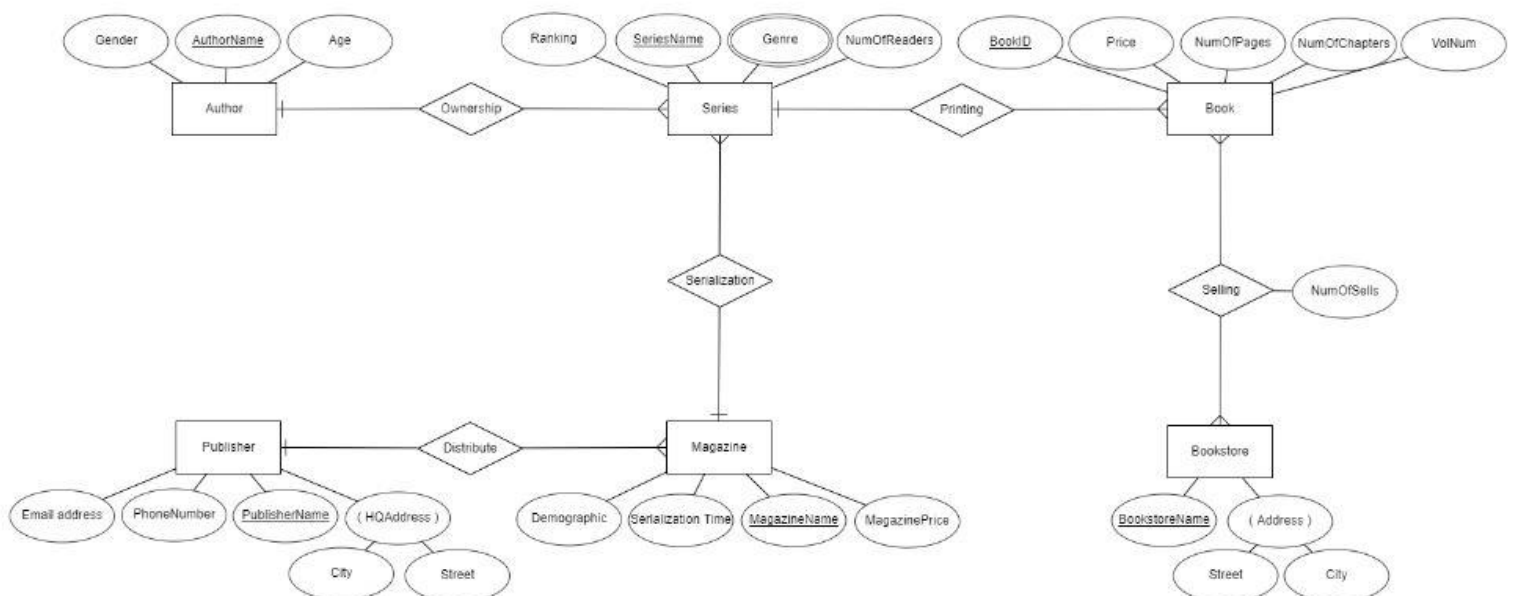 Gender
AuthorName
Age
Ranking
SeriesName
Genre
NumOfReaders
BookID
Price
NumOfPages
NumOfChapters
VolNum
Author
Ownership
Series
Printing
Book
Serialization
Selling
NumOfSells
Publisher
Distribute
Magazine
Bookstore
Email address
PhoneNumber
PublisherName
( HQAddress )
City
Street
Demographic
Serialization Time
MagazineName
MagazinePrice
BookstoreName
( Address )
Street
City